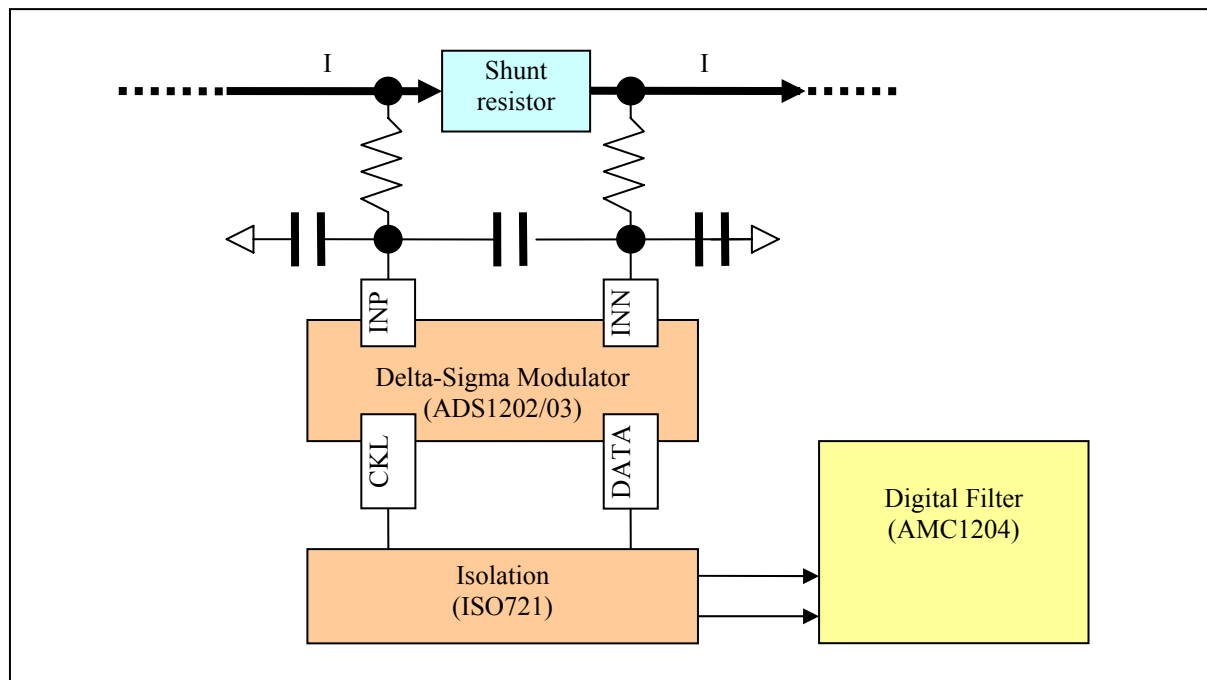 I
Shunt
resistor
I
INP
INN
Delta-Sigma Modulator
(ADS1202/03)
CKL
DATA
Digital Filter
(AMC1204)
Isolation
(ISO721)